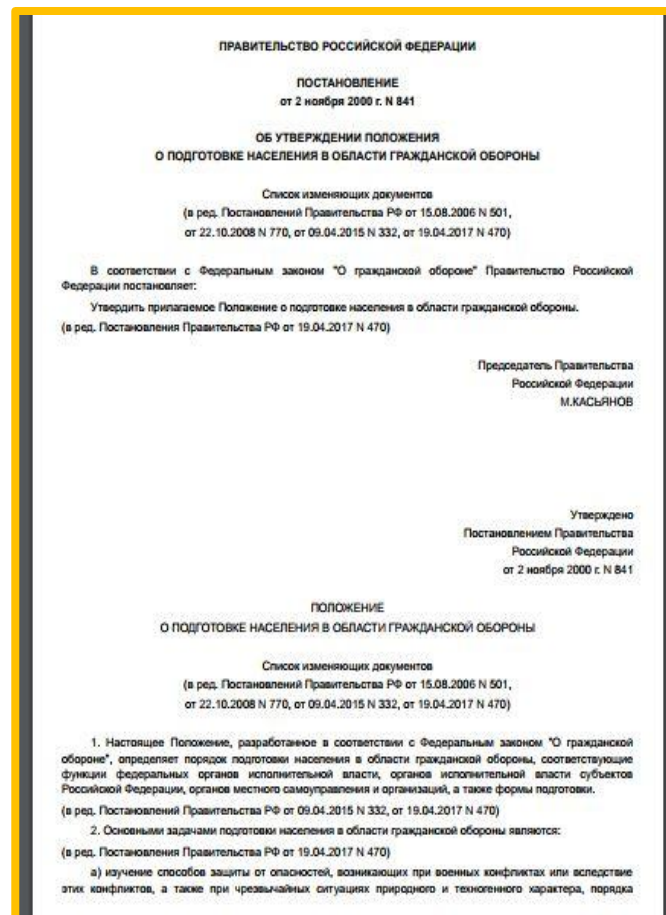 ПРАВИТЕЛЬСТВО РОССИЙСКОЙ ФЕДЕРАЦИИ
ПОСТАНОВЛЕНИЕ
от 2 ноября 2000 г. N 841
ОБ УТВЕРЖДЕНИИ ПОЛОЖЕНИЯ
О ПОДГОТОВКЕ НАСЕЛЕНИЯ В ОБЛАСТИ ГРАЖДАНСКОЙ ОБОРОНЫ
Список изменяющих документов
(в ред. Постановлений Правительства РФ от 15.08.2006 N 501,
от 22.10.2008 N 770, от 09.04.2015 N 332, от 19.04.2017 N 470)
В соответствии с Федеральным законом "О гражданской обороне" Правительство Российской
Федерации постановляет:
Утвердить прилагаемое Положение о подготовке населения в области гражданской обороны.
(в ред. Постановления Правительства РФ от 19.04.2017 N 470)
Председатель Правительства
Российской Федерации
М.КАСЬЯНОВ
Утверждено
Постановлением Правительства
Российской Федерации
от 2 ноября 2000 г. N 841
ПОЛОЖЕНИЕ
О ПОДГОТОВКЕ НАСЕЛЕНИЯ В ОБЛАСТИ ГРАЖДАНСКОЙ ОБОРОНЫ
Список изменяющих документов
(в ред. Постановлений Правительства РФ от 15.08.2006 N 501,
от 22.10.2008 N 770, от 09.04.2015 N 332, от 19.04.2017 N 470)
1. Настоящее Положение, разработанное в соответствии с Федеральным законом "О гражданской
обороне", определяет порядок подготовки населения в области гражданской обороны, соответствующие
функции федеральных органов исполнительной власти, органов исполнительной власти субъектов
Российской Федерации, органов местного самоуправления и организаций, а также формы подготовки.
(в ред. Постановлений Правительства РФ от 09.04.2015 N 332, от 19.04.2017 N 470)
2. Основными задачами подготовки населения в области гражданской обороны являются:
(в ред. Постановления Правительства РФ от 19.04.2017 N 470)
а) изучение способов защиты от опасностей, возникающих при военных конфликтах или вследствие
этих конфликтов, а также при чрезвычайных ситуациях природного и техногенного характера, порядка